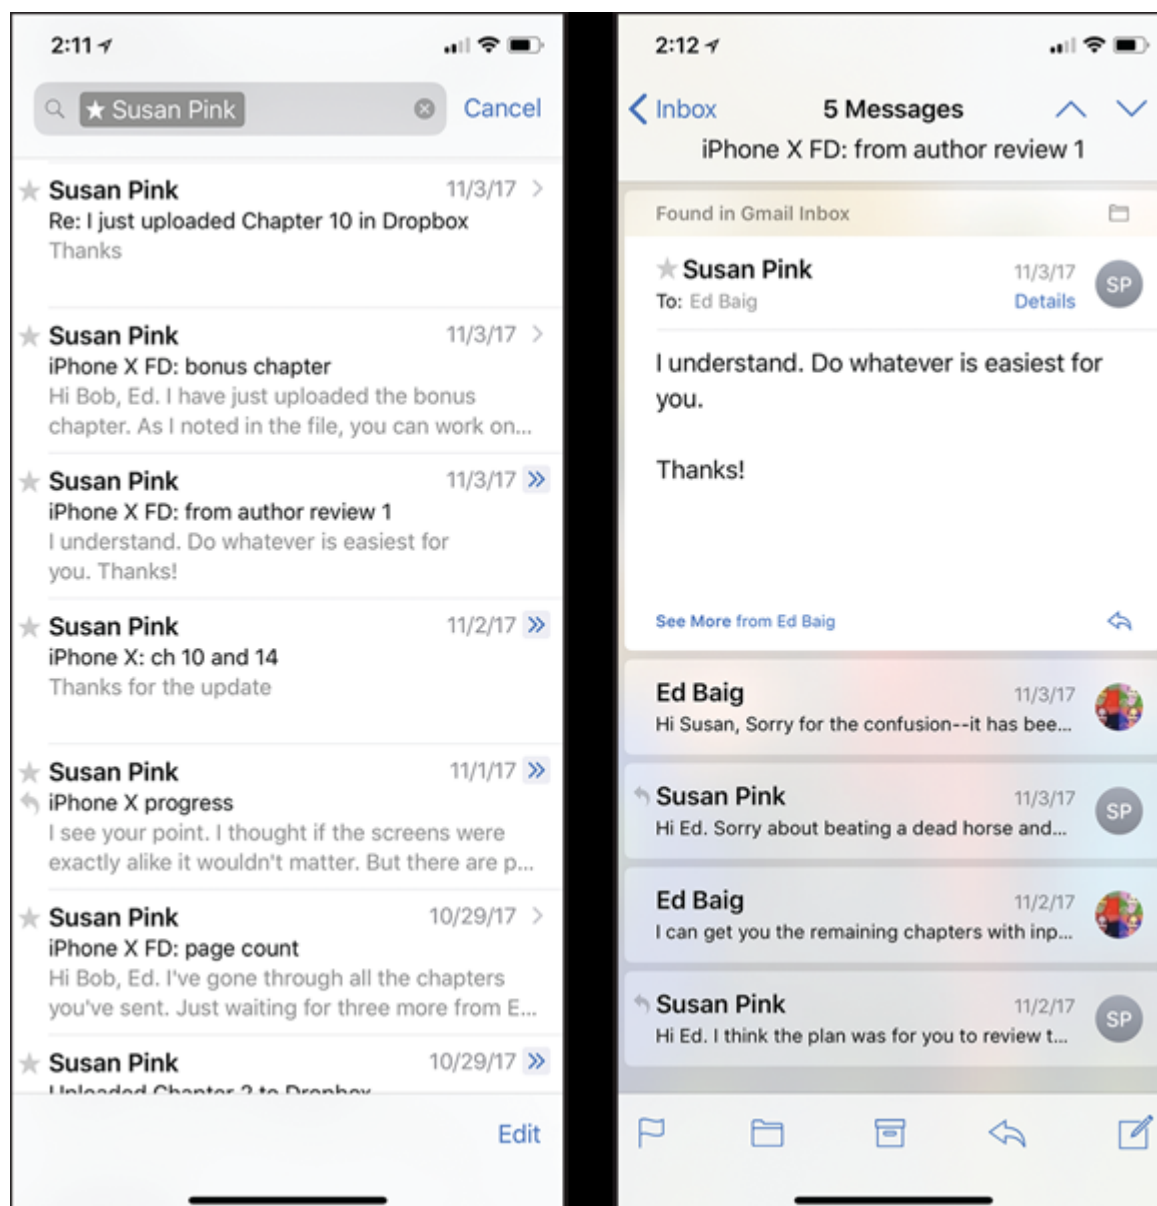 2:11
Susan Pink
Cancel
Susan Pink 11/3/17
Re: I just uploaded Chapter 10 in Dropbox
Thanks
Susan Pink 11/3/17
iPhone X FD: bonus chapter
Hi Bob, Ed. I have just uploaded the bonus
chapter. As I noted in the file, you can work on...
Susan Pink 11/3/17
iPhone X FD: from author review 1
I understand. Do whatever is easiest for
you. Thanks!
Susan Pink 11/2/17
iPhone X: ch 10 and 14
Thanks for the update
Susan Pink 11/1/17
iPhone X progress
I see your point. I thought if the screens were
exactly alike it wouldn't matter. But there are p...
Susan Pink 10/29/17
iPhone X FD: page count
Hi Bob, Ed. I've gone through all the chapters
you've sent. Just waiting for three more from E...
Susan Pink 10/29/17
Uploaded Chapter 2 to Dropbox
Edit
2:12
Inbox 5 Messages
iPhone X FD: from author review 1
Found in Gmail Inbox
Susan Pink 11/3/17 SP
To: Ed Baig Details
I understand. Do whatever is easiest for
you.
Thanks!
See More from Ed Baig
Ed Baig 11/3/17
Hi Susan, Sorry for the confusion--it has bee...
Susan Pink 11/3/17 SP
Hi Ed. Sorry about beating a dead horse and...
Ed Baig 11/2/17
I can get you the remaining chapters with inp...
Susan Pink 11/2/17 SP
Hi Ed. I think the plan was for you to review t...